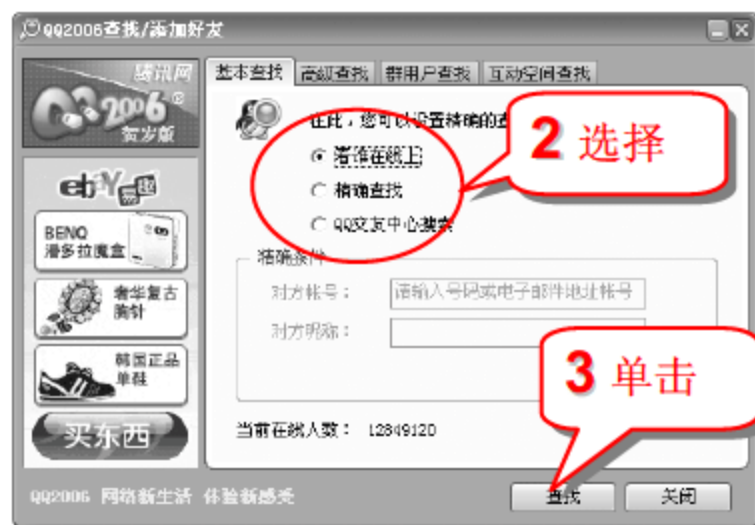 QQ2006查找/添加好友
腾讯网
2006
贺岁版
基本查找 高级查找 群用户查找 互动空间查找
在此，您可以设置精确的查
看谁在线上
精确查找
QQ交友中心搜索
2 选择
ebY易趣
BENQ
潘多拉魔盒
奢华复古
胸针
韩国正品
单鞋
买东西
精确条件
对方帐号：
请输入号码或电子邮件地址帐号
对方昵称：
3 单击
当前在线人数： 12849120
QQ2006 网络新生活 体验新感受
查找 关闭